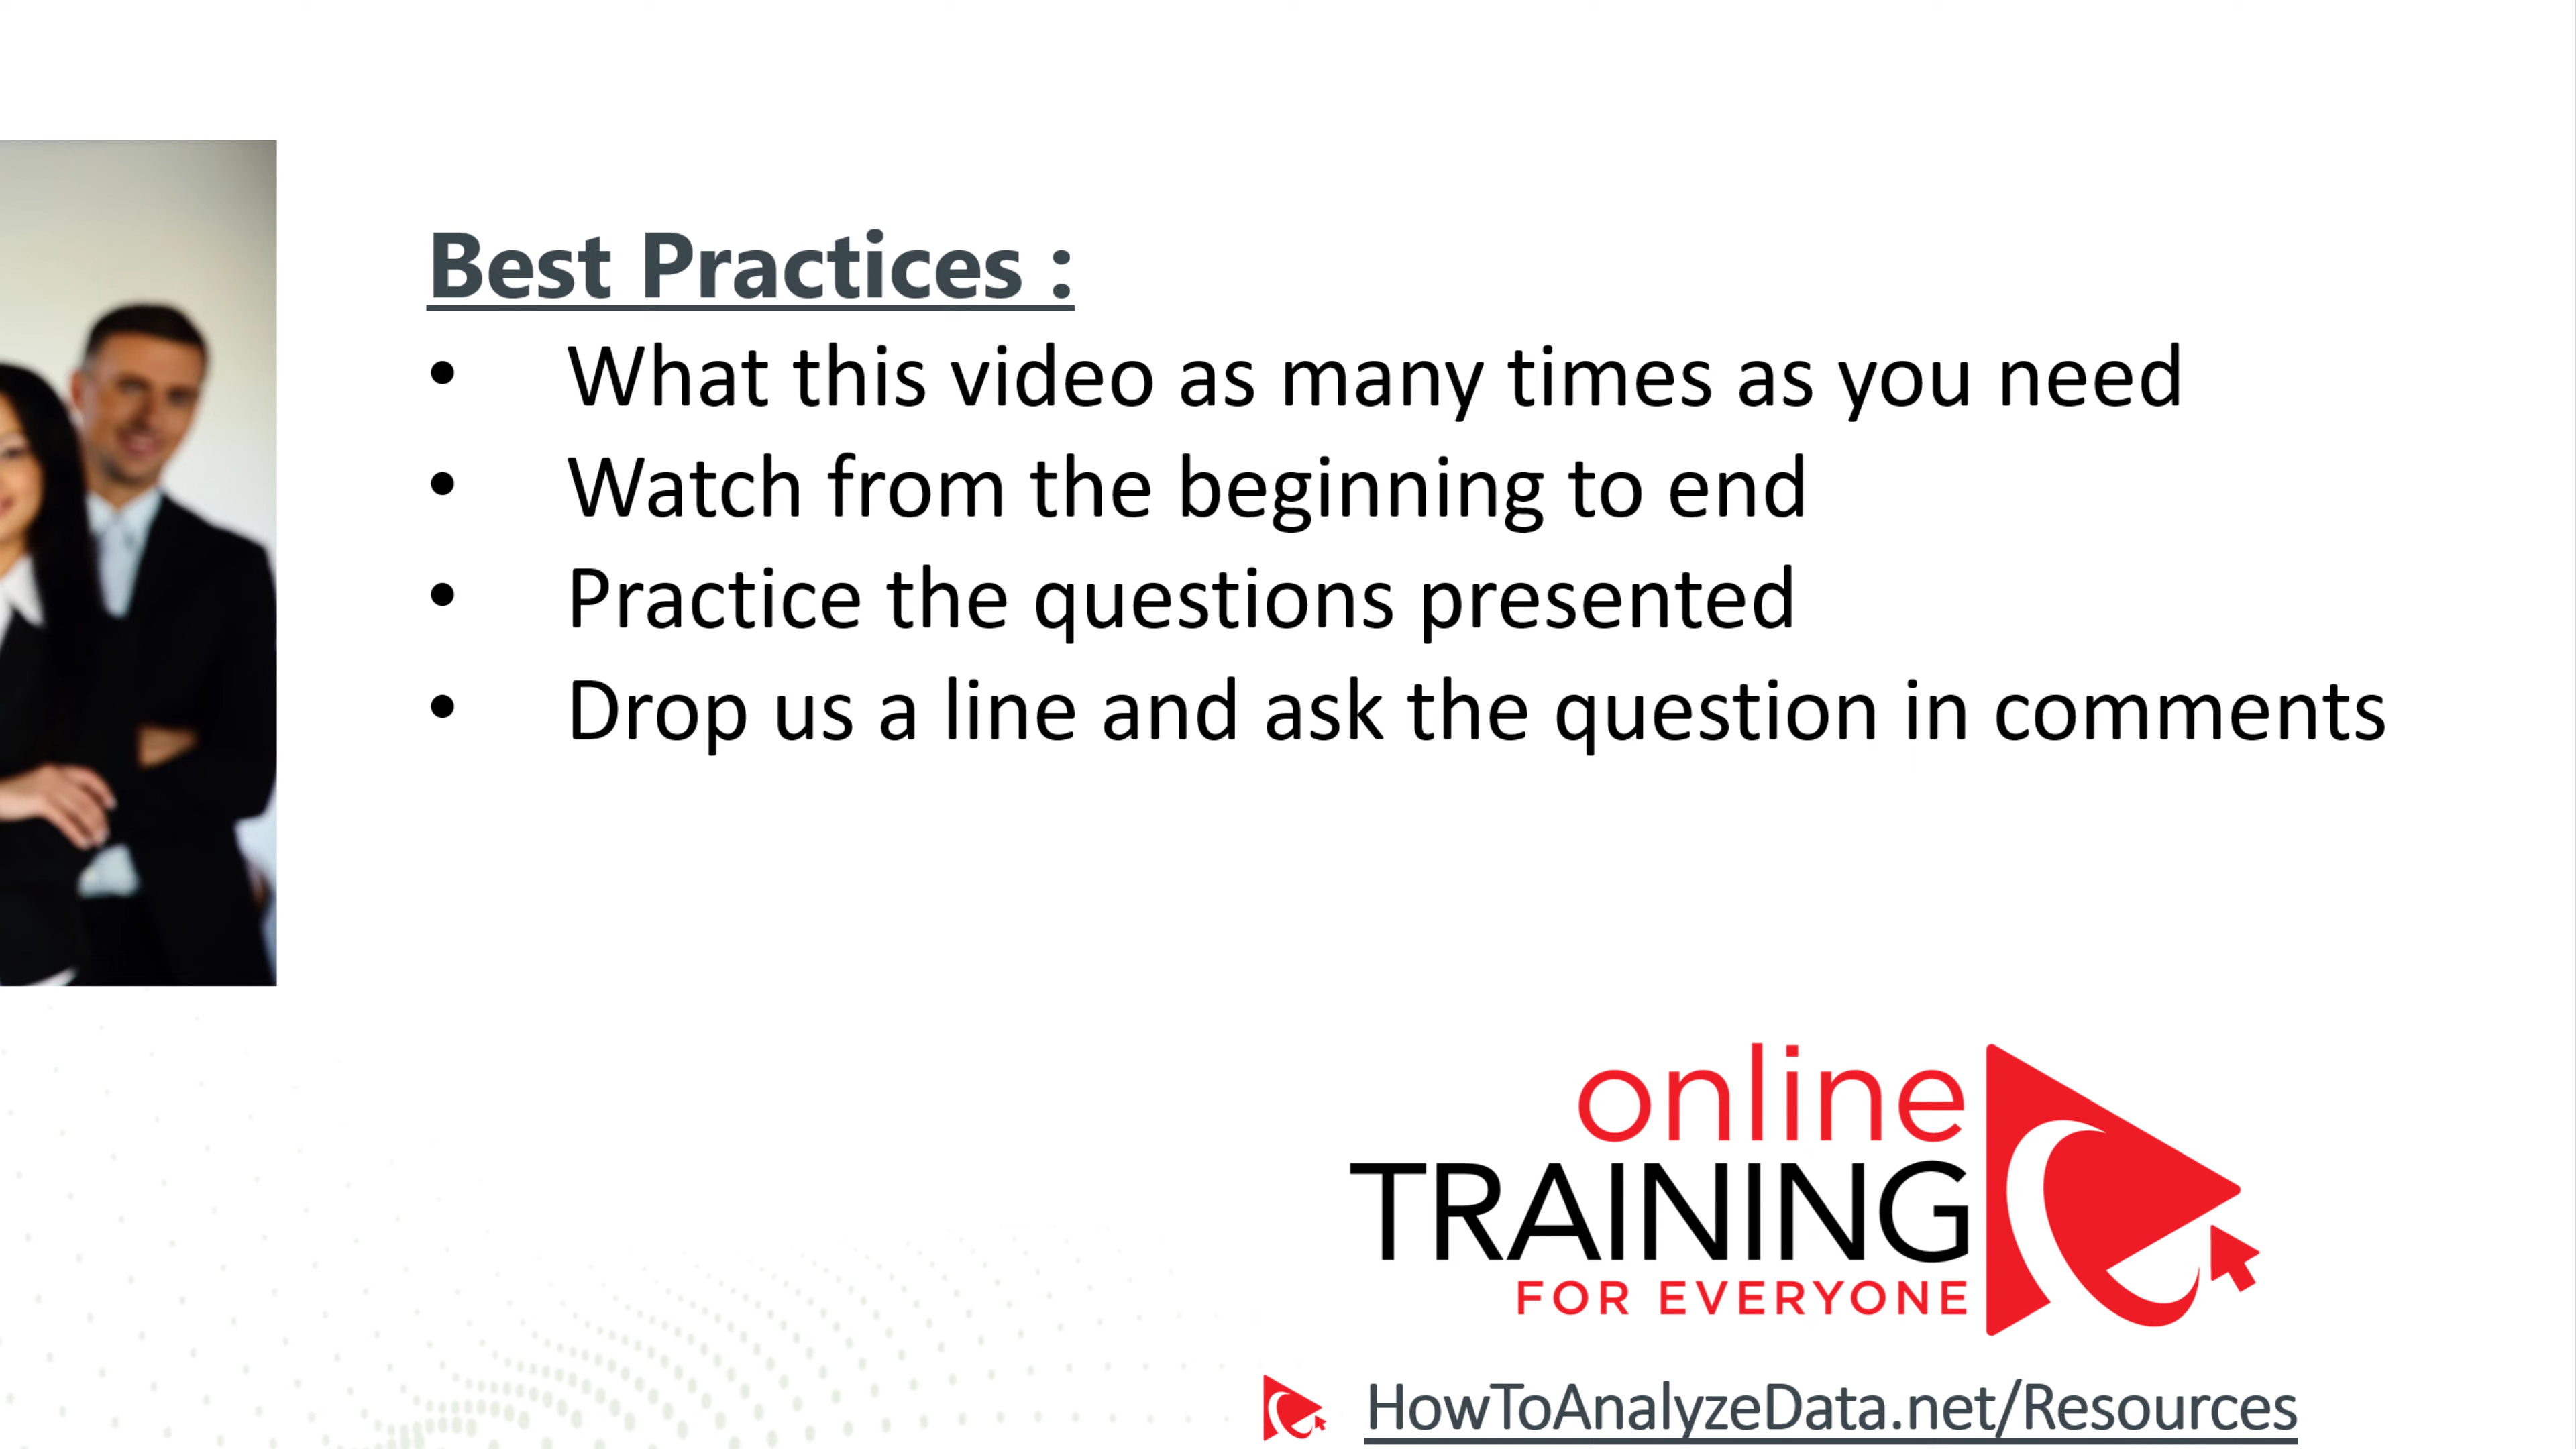 Best Practices :
• What this video as many times as you need
• Watch from the beginning to end
• Practice the questions presented
• Drop us a line and ask the question in comments
online
TRAINING
FOR EVERYONE
HowToAnalyzeData.net/Resources